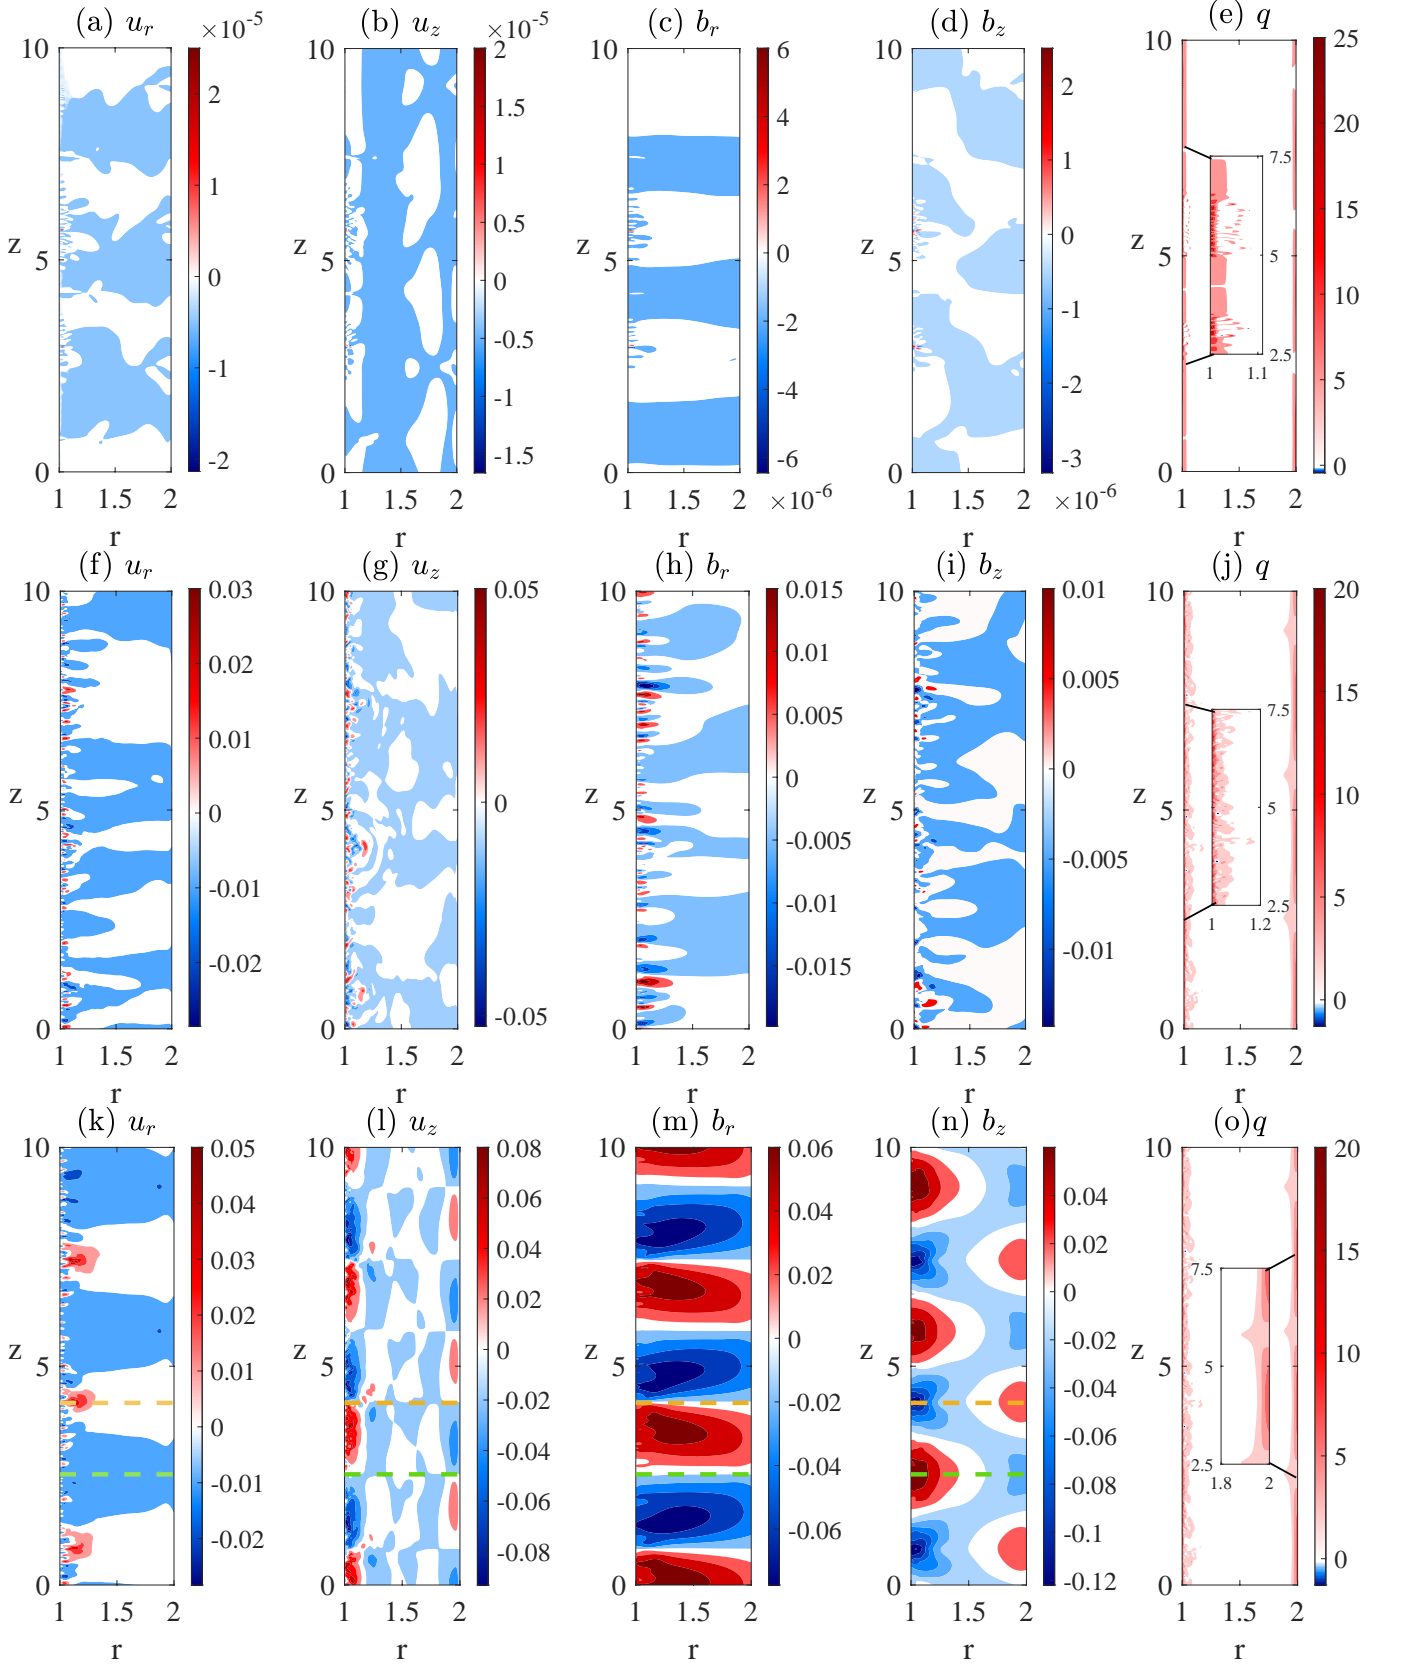 (a) u_r (b) u_z (c) b_r (d) b_z (e) q
×10^-5 ×10^-5
10 10 10 10 10
2 2 6 2 25
1.5 4 1 20
1 1 2 0 15
0.5
z 5 z 5 z 5 z 5 z 5
0 0 0 -1 10
-0.5 -2
-1 -1 -4 -2 5
-2 -1.5 -6 -3 0
0 0 0 0 0
7.5 5 2.5
1 1.1
×10^-6 ×10^-6
1 1.5 2 1 1.5 2 1 1.5 2 1 1.5 2 1 1.5 2
r r
(f) u_r (g) u_z (h) b_r (i) b_z (j) q
10 10 10 10 10
0.03 0.05 0.015 0.01 20
0.02 0.01 0.005 15
0.01 0.005
z 5 z 5 z 5 z 5 z 5
0 0 0 0 10
-0.01 -0.005 -0.005 5
-0.02 -0.01 -0.01 0
-0.05 -0.015
0 0 0 0 0
7.5 5 2.5
1 1.2
1 1.5 2 1 1.5 2 1 1.5 2 1 1.5 2 1 1.5 2
r r
(k) u_r (l) u_z (m) b_r (n) b_z (o)q
10 10 10 10 10
0.05 0.08 0.06 0.04 20
0.04 0.06 0.04 0.02 15
0.03 0.04 0.02 0
0.02 0.02 0 -0.02 10
z 5 z 5 z 5 z 5 z 5
0.01 0 -0.02 -0.04
0 -0.02 -0.04 -0.06 5
-0.01 -0.04 -0.06 -0.08
-0.02 -0.06 -0.1 0
-0.08 -0.12
0 0 0 0 0
7.5 5 2.5
1.8 2
1 1.5 2 1 1.5 2 1 1.5 2 1 1.5 2 1 1.5 2
r r r r r